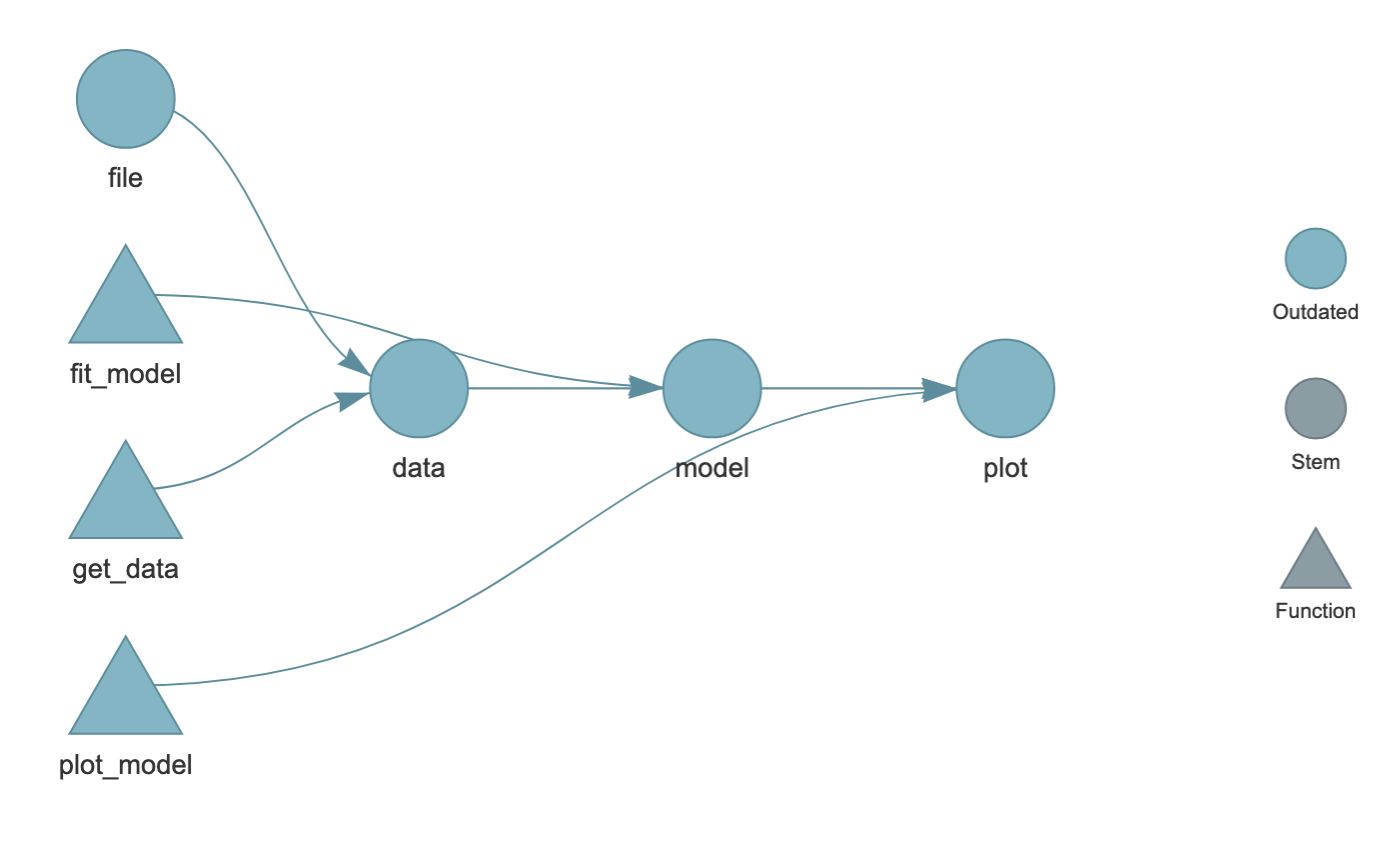 file
fit_model
get_data
plot_model
data
model
plot
Outdated
Stem
Function